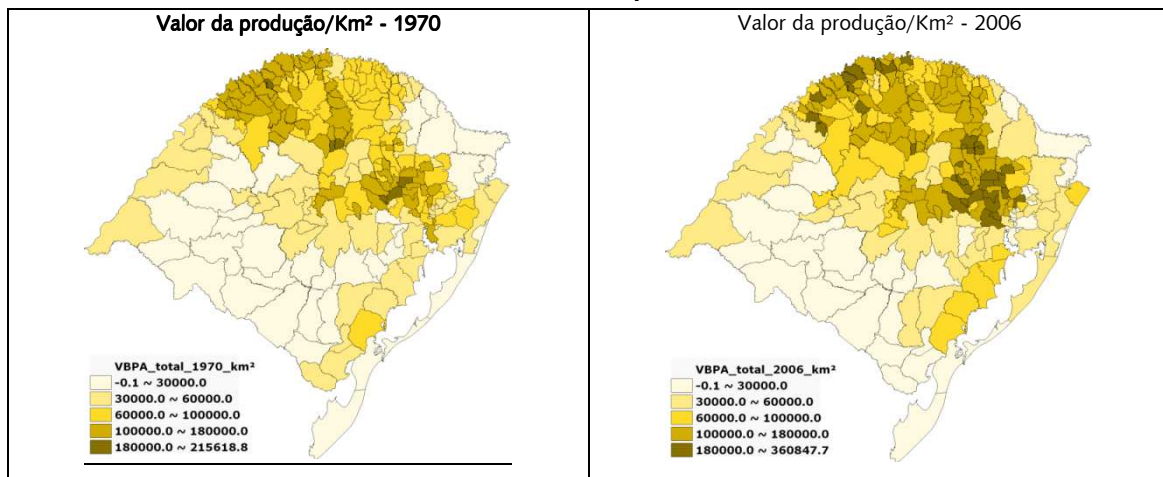 Valor da produção/Km² - 1970
VBPA_total_1970_km²
-0.1 ~ 30000.0
30000.0 ~ 60000.0
60000.0 ~ 100000.0
100000.0 ~ 180000.0
180000.0 ~ 215618.8
Valor da produção/Km² - 2006
VBPA_total_2006_km²
-0.1 ~ 30000.0
30000.0 ~ 60000.0
60000.0 ~ 100000.0
100000.0 ~ 180000.0
180000.0 ~ 360847.7